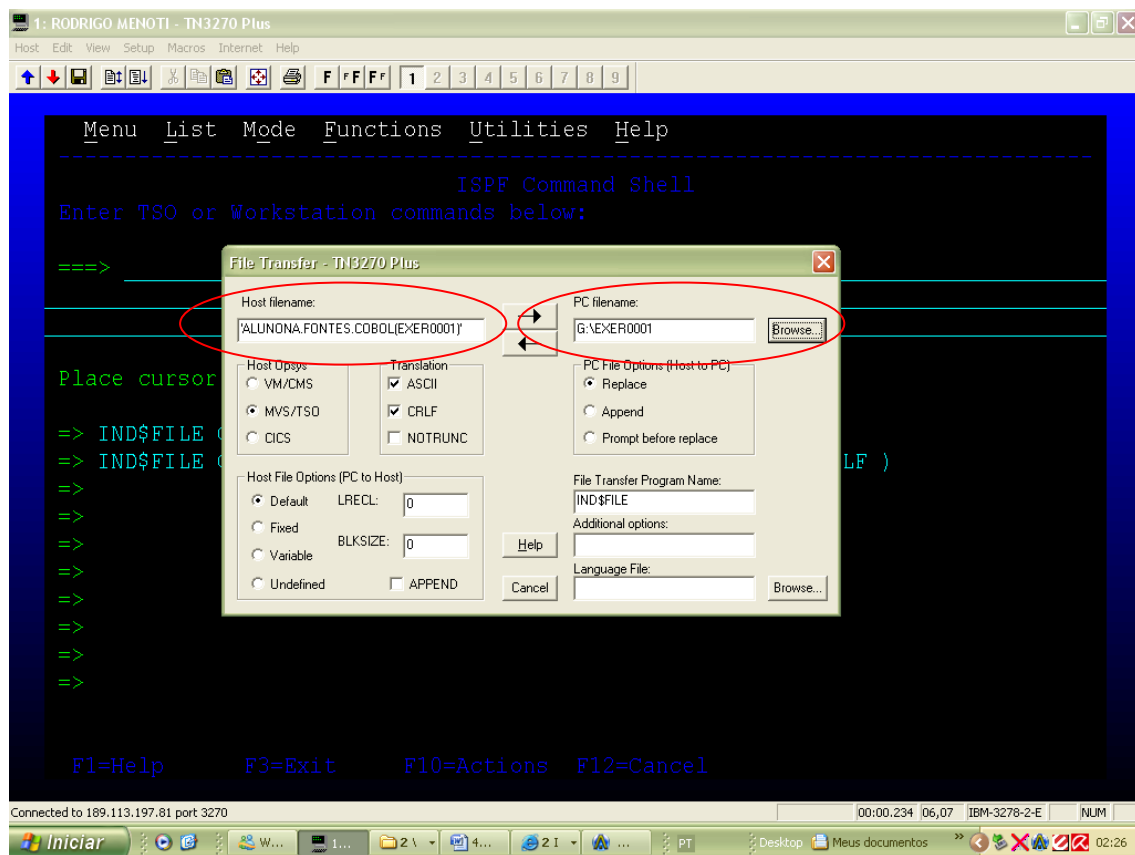 1: RODRIGO MENOTI - TN3270 Plus
Host Edit View Setup Macros Internet Help
F FF FF 1 2 3 4 5 6 7 8 9
Menu List Mode Functions Utilities Help
ISPF Command Shell
Enter TSO or Workstation commands below:
===>
File Transfer - TN3270 Plus
Host filename:
PC filename:
'ALUNONA.FONTES.COBOL(EXER0001)'
G:\EXER0001
Browse...
Host Opsys
Translation
PC File Options (Host to PC)
VM/CMS
ASCII
Replace
MVS/TSO
CRLF
Append
CICS
NOTRUNC
Prompt before replace
Host File Options (PC to Host)
File Transfer Program Name:
Default
LRECL:
0
IND$FILE
Fixed
Additional options:
BLKSIZE:
0
Help
Variable
Language File:
Undefined
APPEND
Cancel
Browse...
Place cursor
=> IND$FILE
=> IND$FILE LF )
=>
=>
=>
=>
=>
=>
=>
=>
F1=Help F3=Exit F10=Actions F12=Cancel
Connected to 189.113.197.81 port 3270
00:00.234 06,07 IBM-3278-2-E NUM
Iniciar W... 1... 2 \ 4... 2 I ... PT Desktop Meus documentos » 02:26